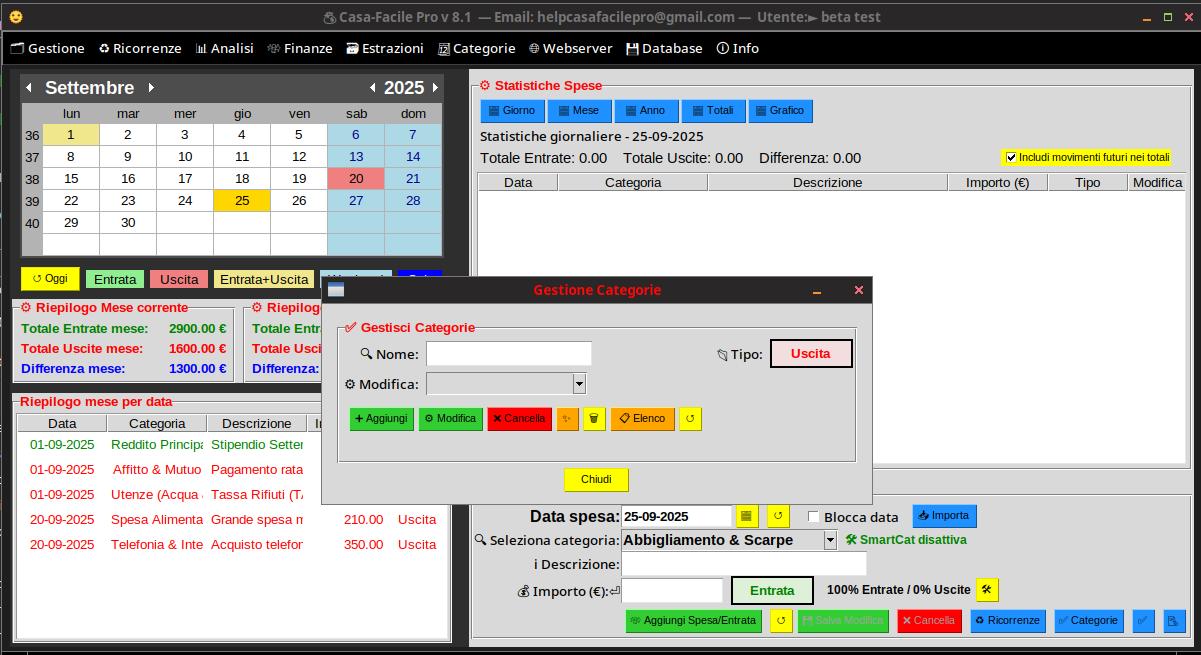 Casa-Facile Pro v 8.1 — Email: helpcasafacilepro@gmail.com — Utente:► beta test
Gestione Ricorrenze Analisi Finanze Estrazioni Categorie Webserver Database Info
Settembre 2025
lun mar mer gio ven sab dom
36 1 2 3 4 5 6 7
37 8 9 10 11 12 13 14
38 15 16 17 18 19 20 21
39 22 23 24 25 26 27 28
40 29 30
Oggi Entrata Uscita Entrata+Uscita
Riepilogo Mese corrente
Totale Entrate mese: 2900.00 €
Totale Uscite mese: 1600.00 €
Differenza mese: 1300.00 €
Riepilog
Totale Entr
Totale Usci
Differenza:
Riepilogo mese per data
Data Categoria Descrizione
01-09-2025 Reddito Principa Stipendio Setter
01-09-2025 Affitto & Mutuo Pagamento rata
01-09-2025 Utenze (Acqua Tassa Rifiuti (T
20-09-2025 Spesa Alimenta Grande spesa m 210.00 Uscita
20-09-2025 Telefonia & Inte Acquisto telefor 350.00 Uscita
Statistiche Spese
Giorno Mese Anno Totali Grafico
Statistiche giornaliere - 25-09-2025
Totale Entrate: 0.00 Totale Uscite: 0.00 Differenza: 0.00
Includi movimenti futuri nei totali
Data Categoria Descrizione Importo (€) Tipo Modifica
Gestione Categorie
Gestisci Categorie
Nome: Tipo: Uscita
Modifica:
Aggiungi Modifica Cancella Elenco
Chiudi
Data spesa: 25-09-2025 Blocca data Importa
Seleziona categoria: Abbigliamento & Scarpe SmartCat disattiva
i Descrizione:
Importo (€): Entrata 100% Entrate / 0% Uscite
Aggiungi Spesa/Entrata Salva Modifica Cancella Ricorrenze Categorie